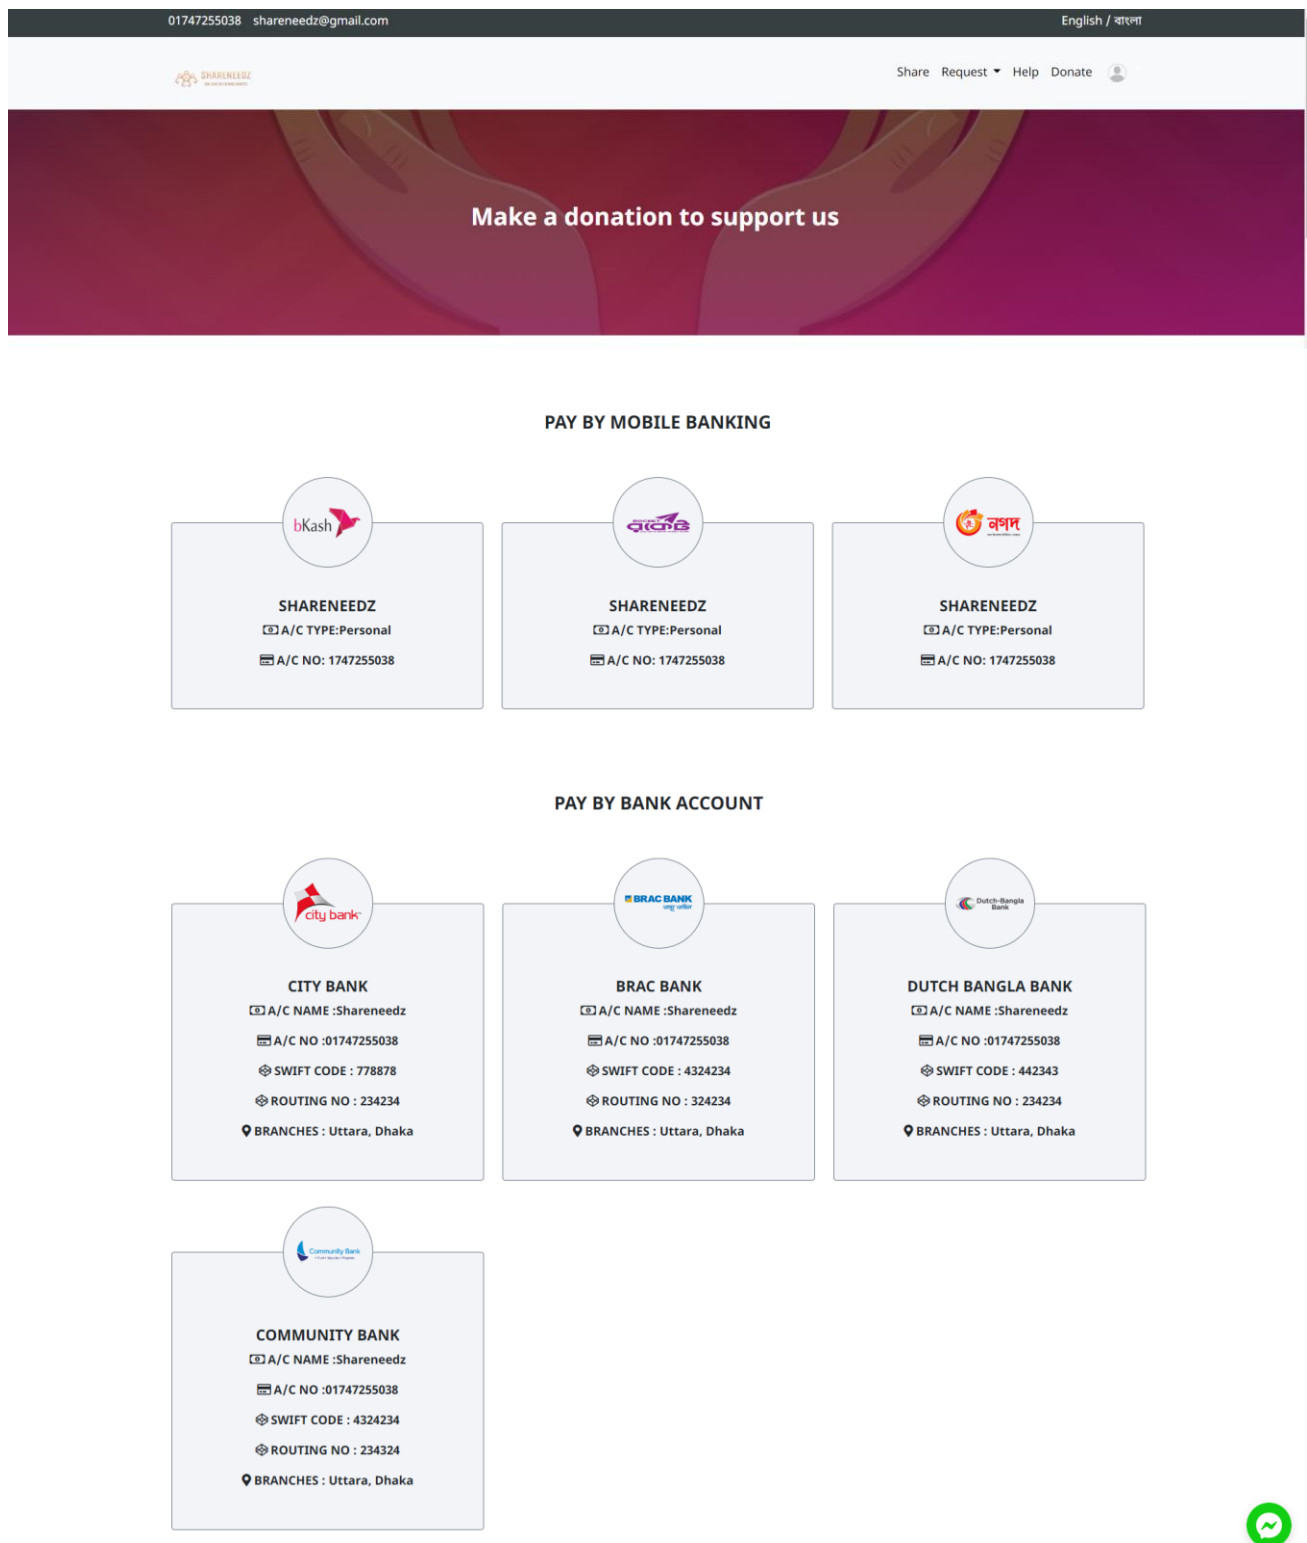 01747255038 shareneedz@gmail.com English / বাংলা
SHARENEEDZ
Share Request Help Donate
Make a donation to support us
PAY BY MOBILE BANKING
bKash
রকেট
নগদ
SHARENEEDZ
A/C TYPE:Personal
A/C NO: 1747255038
SHARENEEDZ
A/C TYPE:Personal
A/C NO: 1747255038
SHARENEEDZ
A/C TYPE:Personal
A/C NO: 1747255038
PAY BY BANK ACCOUNT
city bank
CITY BANK
A/C NAME :Shareneedz
A/C NO :01747255038
SWIFT CODE : 778878
ROUTING NO : 234234
BRANCHES : Uttara, Dhaka
BRAC BANK
BRAC BANK
A/C NAME :Shareneedz
A/C NO :01747255038
SWIFT CODE : 4324234
ROUTING NO : 324234
BRANCHES : Uttara, Dhaka
Dutch-Bangla
Bank
DUTCH BANGLA BANK
A/C NAME :Shareneedz
A/C NO :01747255038
SWIFT CODE : 442343
ROUTING NO : 234234
BRANCHES : Uttara, Dhaka
Community Bank
COMMUNITY BANK
A/C NAME :Shareneedz
A/C NO :01747255038
SWIFT CODE : 4324234
ROUTING NO : 234324
BRANCHES : Uttara, Dhaka